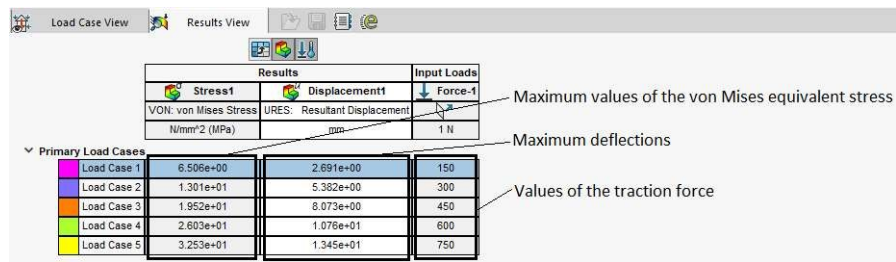 Load Case View Results View
Results Input Loads
Stress1 Displacement1 Force-1
VON: von Mises Stress URES: Resultant Displacement
N/mm^2 (MPa) mm 1 N
Primary Load Cases
Load Case 1 6.506e+00 2.691e+00 150
Load Case 2 1.301e+01 5.382e+00 300
Load Case 3 1.952e+01 8.073e+00 450
Load Case 4 2.603e+01 1.076e+01 600
Load Case 5 3.253e+01 1.345e+01 750
Maximum values of the von Mises equivalent stress
Maximum deflections
Values of the traction force